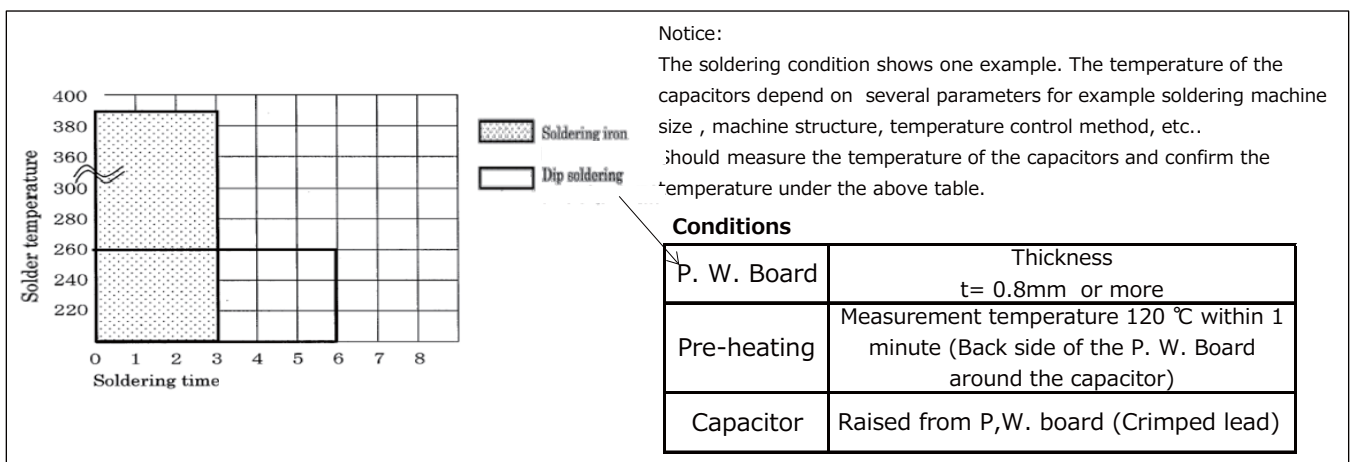 400
380
360
300
280
260
240
220
Solder temperature
0 1 2 3 4 5 6 7 8
Soldering time
Soldering iron
Dip soldering
Notice:
The soldering condition shows one example. The temperature of the
capacitors depend on several parameters for example soldering machine
size , machine structure, temperature control method, etc..
Should measure the temperature of the capacitors and confirm the
temperature under the above table.
Conditions
P. W. Board
Thickness
t= 0.8mm or more
Pre-heating
Measurement temperature 120 ℃ within 1
minute (Back side of the P. W. Board
around the capacitor)
Capacitor
Raised from P,W. board (Crimped lead)